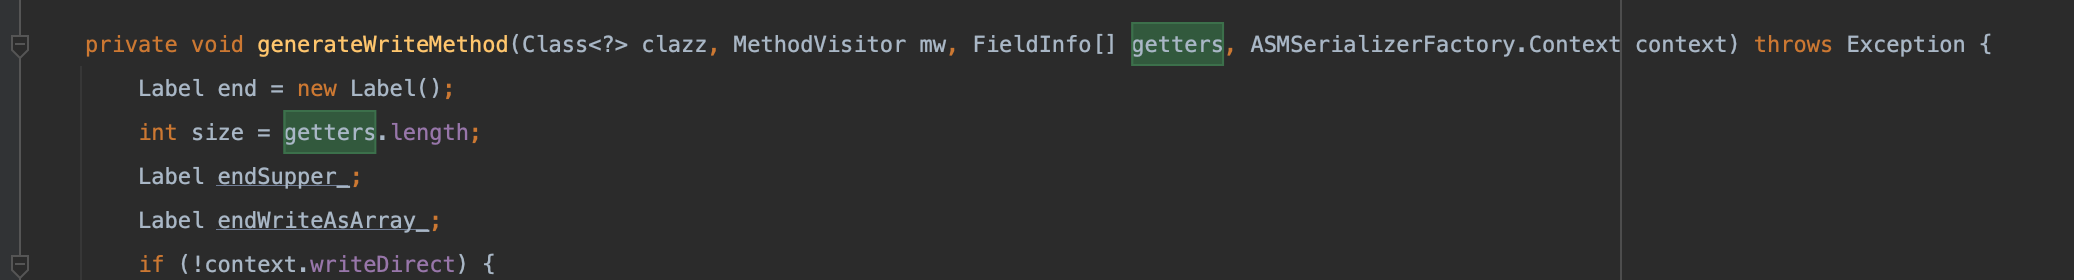 private void generateWriteMethod(Class<?> clazz, MethodVisitor mw, FieldInfo[] getters, ASMSerializerFactory.Context context) throws Exception {
Label end = new Label();
int size = getters.length;
Label endSupper_;
Label endWriteAsArray_;
if (!context.writeDirect) {